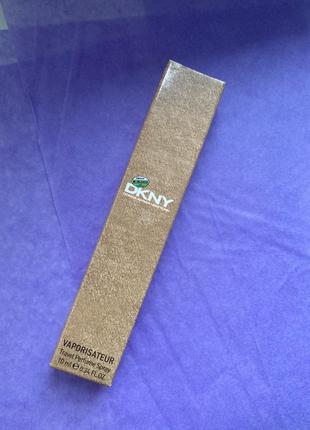 DKNY
VAPORISATEUR
Travel Perfume Spray
10 ml ℮ 0.34 FL.OZ.